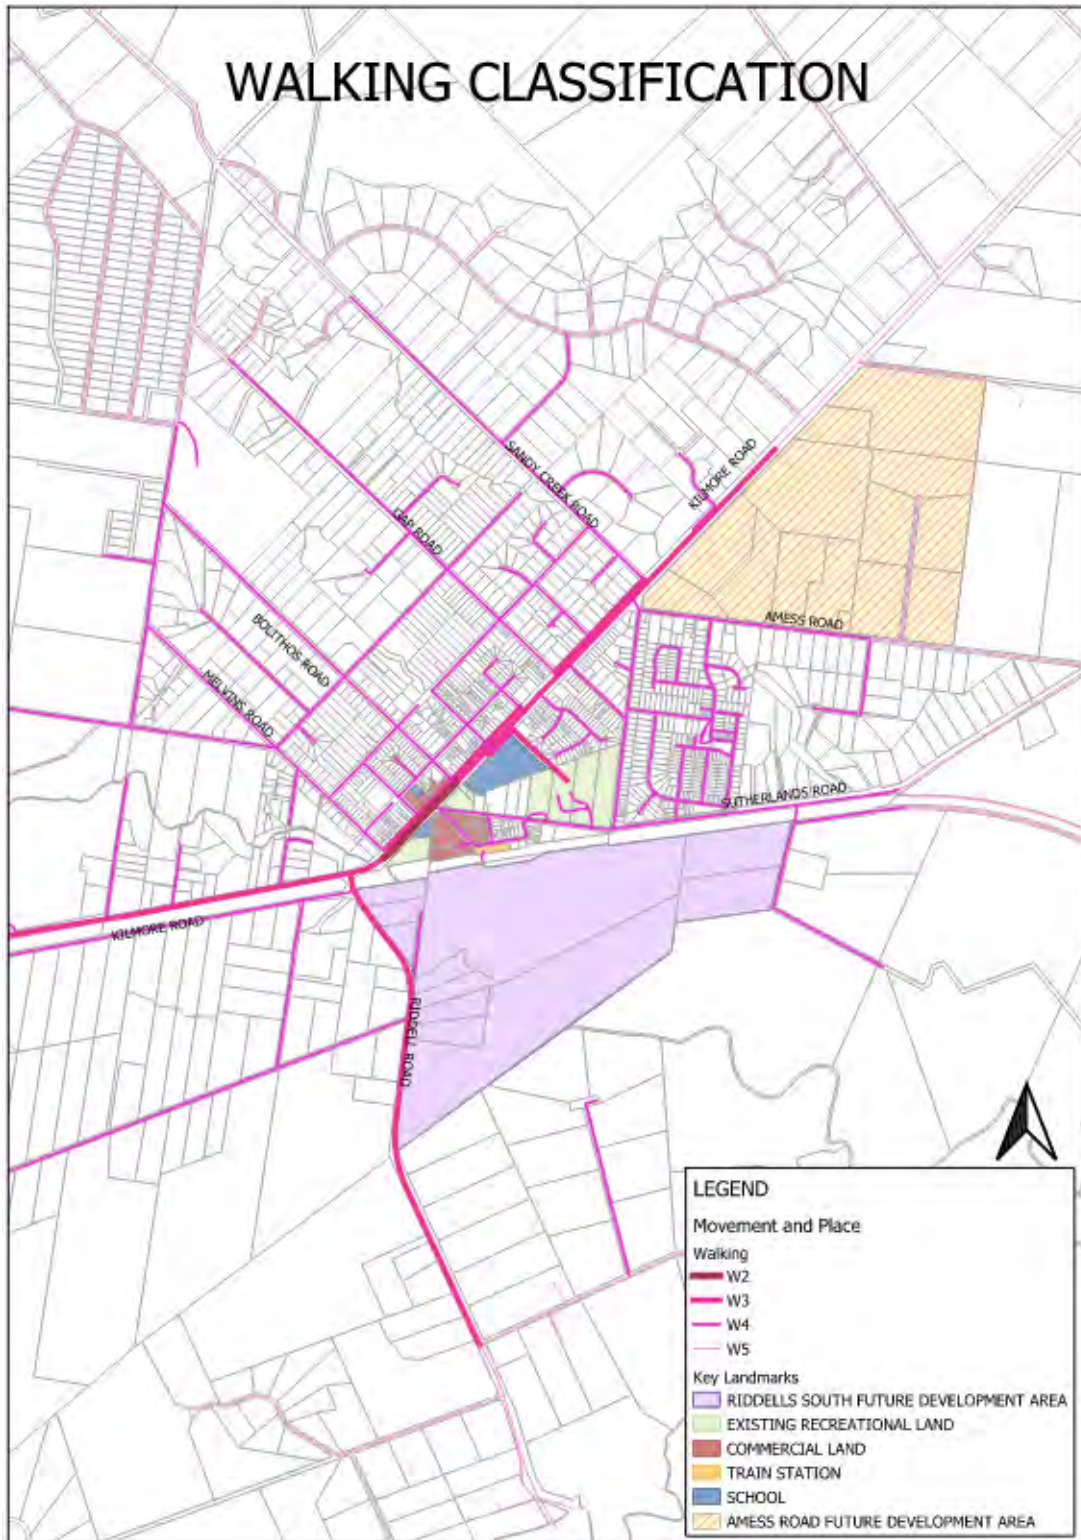 WALKING CLASSIFICATION
SANDY CREEK ROAD
KILMORE ROAD
GAP ROAD
AMESS ROAD
BOLITHOS ROAD
MELVINS ROAD
SUTHERLANDS ROAD
KILMORE ROAD
RIDDELL ROAD
LEGEND
Movement and Place
Walking
W2
W3
W4
W5
Key Landmarks
RIDDELLS SOUTH FUTURE DEVELOPMENT AREA
EXISTING RECREATIONAL LAND
COMMERCIAL LAND
TRAIN STATION
SCHOOL
AMESS ROAD FUTURE DEVELOPMENT AREA